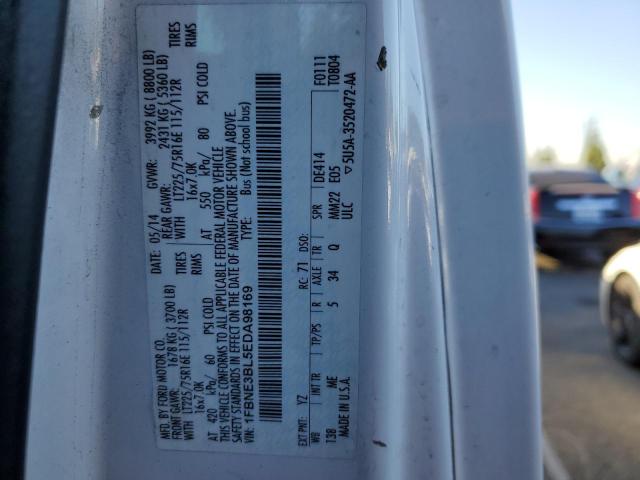 MFD. BY FORD MOTOR CO.
DATE: 05/14 GVWR: 3992 KG ( 8800 LB)
FRONT GAWR: 1678 KG ( 3700 LB) REAR GAWR: 2431 KG ( 5360 LB)
WITH LT225/75R16E 115/112R TIRES WITH LT225/75R16E 115/112R TIRES
16x7.0K RIMS 16x7.0K RIMS
AT 420 kPa/ 60 PSI COLD AT 550 kPa/ 80 PSI COLD
THIS VEHICLE CONFORMS TO ALL APPLICABLE FEDERAL MOTOR VEHICLE
SAFETY STANDARDS IN EFFECT ON THE DATE OF MANUFACTURE SHOWN ABOVE.
VIN: 1FBNE3BL5EDA98169 TYPE: Bus (Not school bus)
EXT PNT: YZ RC: 71 DSO: DE414 F0111
WB INT TR TP/PS R AXLE TR SPR T08D4
138 ME 5 34 Q MM22 E05
MADE IN U.S.A. ULC
5U5A-3520472-AA